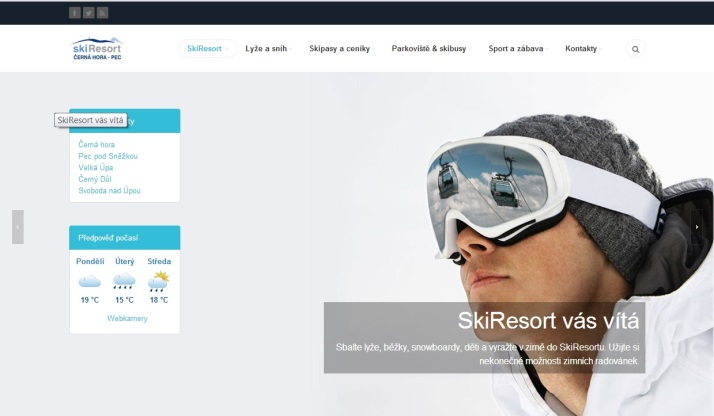 skiResort
ČERNÁ HORA - PEC
SkiResort
Lyže a sníh
Skipasy a ceníky
Parkoviště & skibusy
Sport a zábava
Kontakty
SkiResort vás vítá
Černá hora
Pec pod Sněžkou
Velká Úpa
Černý Důl
Svoboda nad Úpou
Předpověď počasí
Pondělí Úterý Středa
19 °C 15 °C 18 °C
Webkamery
SkiResort vás vítá
Sbalte lyže, běžky, snowboardy, děti a vyražte v zimě do SkiResortu. Užijte si
nekonečné možnosti zimních radovánek.